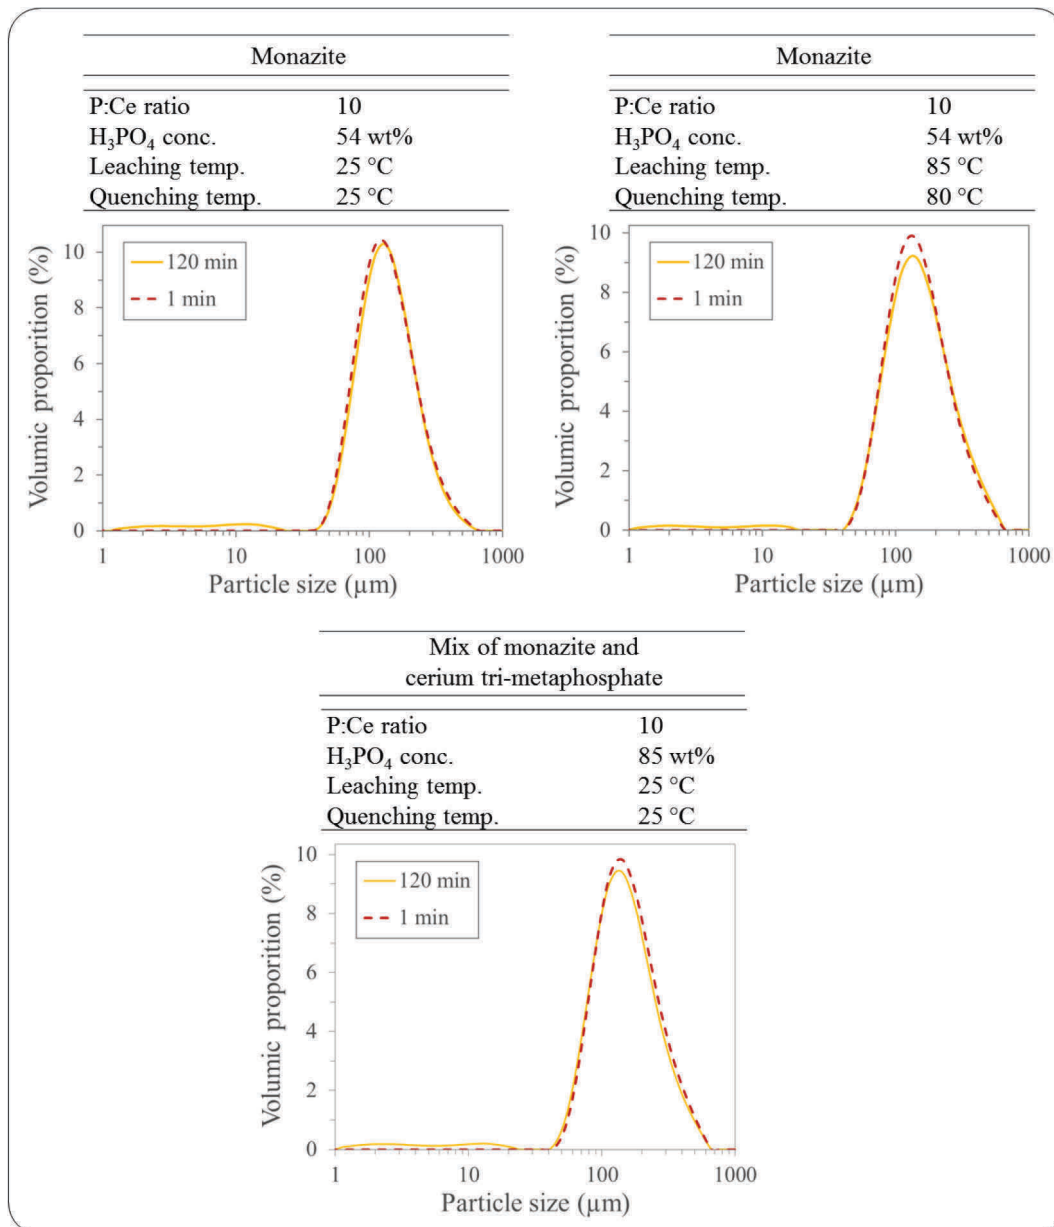 Monazite
P:Ce ratio 10
H₃PO₄ conc. 54 wt%
Leaching temp. 25 °C
Quenching temp. 25 °C
120 min
1 min
10
8
6
4
2
0
Volumic proporition (%)
1 10 100 1000
Particle size (µm)
Monazite
P:Ce ratio 10
H₃PO₄ conc. 54 wt%
Leaching temp. 85 °C
Quenching temp. 80 °C
120 min
1 min
10
8
6
4
2
0
Volumic proporition (%)
1 10 100 1000
Particle size (µm)
Mix of monazite and
cerium tri-metaphosphate
P:Ce ratio 10
H₃PO₄ conc. 85 wt%
Leaching temp. 25 °C
Quenching temp. 25 °C
120 min
1 min
10
8
6
4
2
0
Volumic proporition (%)
1 10 100 1000
Particle size (µm)